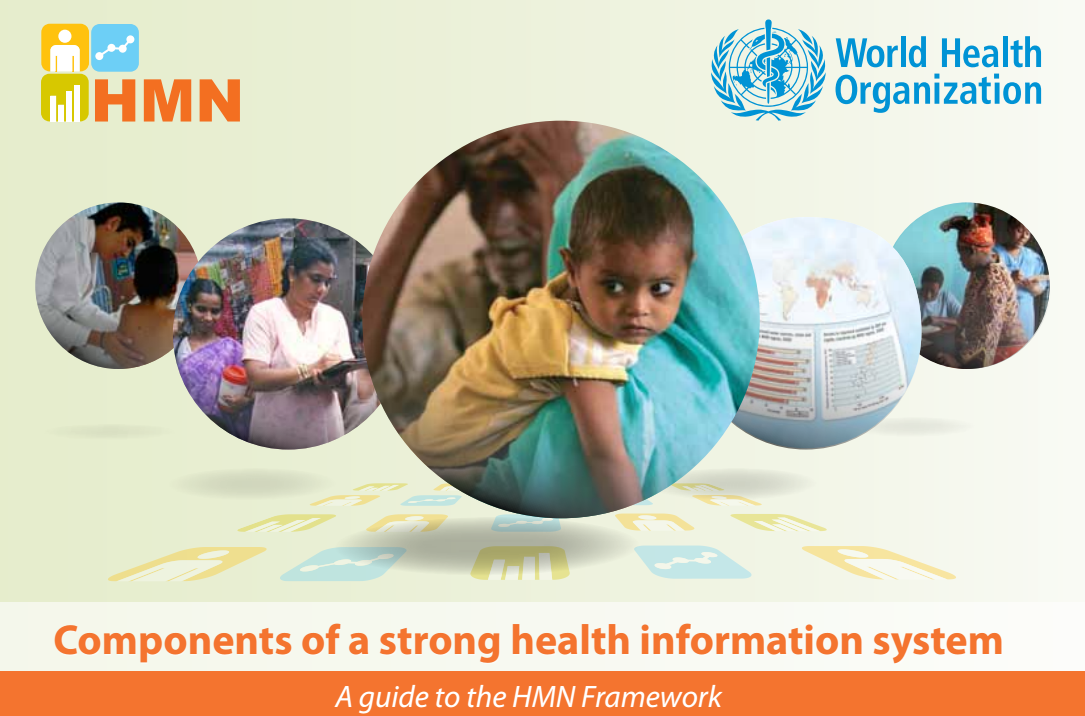 HMN
World Health
Organization
Components of a strong health information system
A guide to the HMN Framework